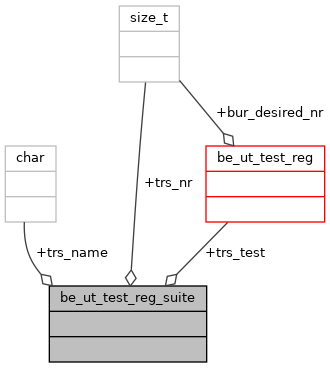 size_t
+bur_desired_nr
char
be_ut_test_reg
+trs_nr
+trs_name
+trs_test
be_ut_test_reg_suite